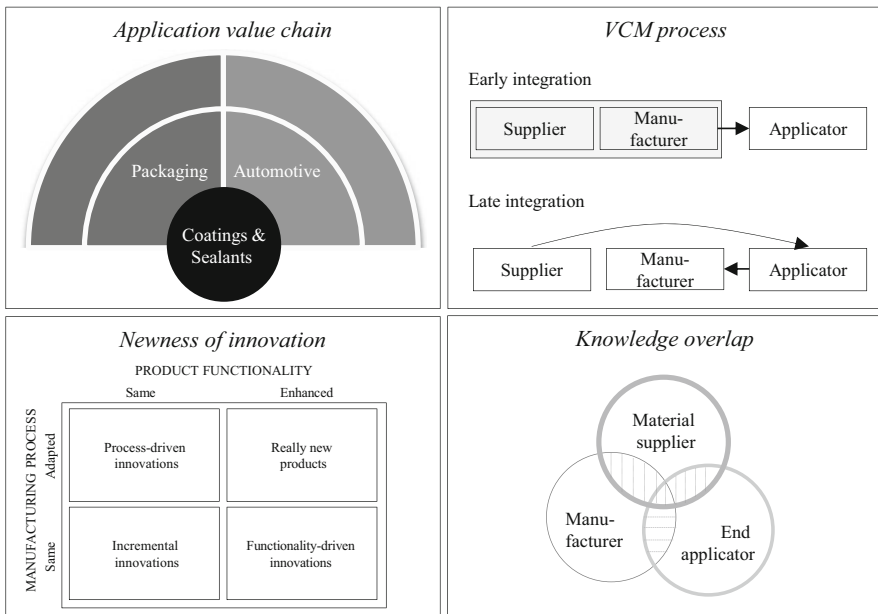 Application value chain
Packaging
Automotive
Coatings &
Sealants
VCM process
Early integration
Supplier
Manu-
facturer
Applicator
Late integration
Supplier
Manu-
facturer
Applicator
Newness of innovation
PRODUCT FUNCTIONALITY
Same
Enhanced
MANUFACTURING PROCESS
Adapted
Same
Process-driven
innovations
Really new
products
Incremental
innovations
Functionality-driven
innovations
Knowledge overlap
Material
supplier
Manu-
facturer
End
applicator